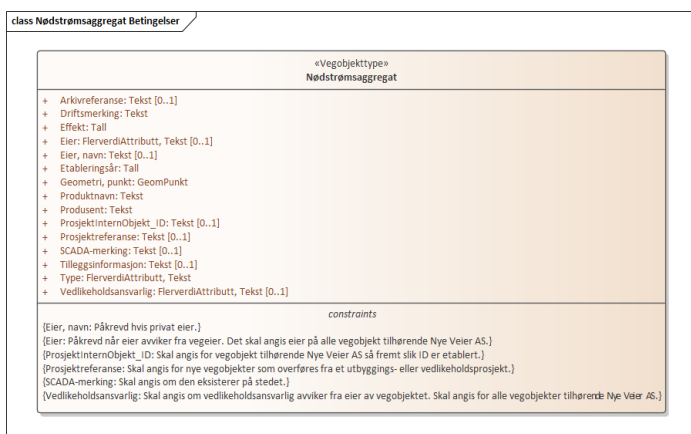 class Nødstrømsaggregat Betingelser
«Vegobjekttype»
Nødstrømsaggregat
+ Arkivreferanse: Tekst [0..1]
+ Driftsmerking: Tekst
+ Effekt: Tall
+ Eier: FlerverdiAttributt, Tekst [0..1]
+ Eier, navn: Tekst [0..1]
+ Etableringsår: Tall
+ Geometri, punkt: GeomPunkt
+ Produktnavn: Tekst
+ Produsent: Tekst
+ ProsjektInternObjekt_ID: Tekst [0..1]
+ Prosjektreferanse: Tekst [0..1]
+ SCADA-merking: Tekst [0..1]
+ Tilleggsinformasjon: Tekst [0..1]
+ Type: FlerverdiAttributt, Tekst
+ Vedlikeholdsansvarlig: FlerverdiAttributt, Tekst [0..1]
constraints
{Eier, navn: Påkrevd hvis privat eier.}
{Eier: Påkrevd når eier avviker fra vegeier. Det skal angis eier på alle vegobjekt tilhørende Nye Veier AS.}
{ProsjektInternObjekt_ID: Skal angis for vegobjekt tilhørende Nye Veier AS så fremt slik ID er etablert.}
{Prosjektreferanse: Skal angis for nye vegobjekter som overføres fra et utbyggings- eller vedlikeholdsprosjekt.}
{SCADA-merking: Skal angis om den eksisterer på stedet.}
{Vedlikeholdsansvarlig: Skal angis om vedlikeholdsansvarlig avviker fra eier av vegobjektet. Skal angis for alle vegobjekter tilhørende Nye Veier AS.}